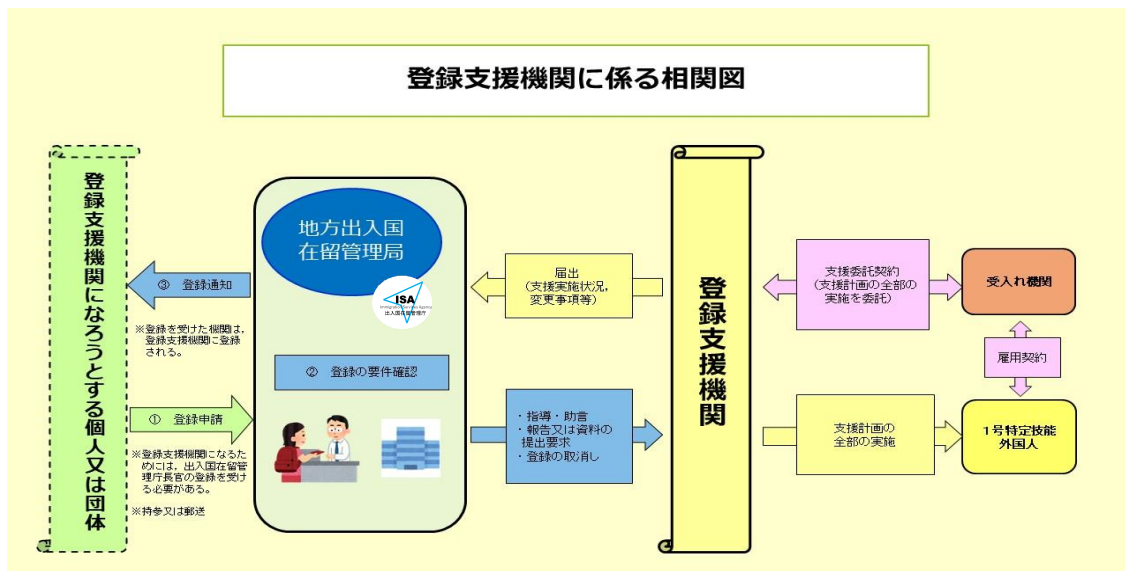 登録支援機関に係る相関図
登録支援機関になろうとする個人又は団体
③ 登録通知
※登録を受けた機関は，
登録支援機関に登録
される。
① 登録申請
※登録支援機関になるた
めには，出入国在留管
理庁長官の登録を受け
る必要がある。
※持参又は郵送
地方出入国
在留管理局
ISA
Immigration Services Agency
出入国在留管理庁
② 登録の要件確認
届出
（支援実施状況，
変更事項等）
・指導・助言
・報告又は資料の
提出要求
・登録の取消し
登録支援機関
支援委託契約
（支援計画の全部の
実施を委託）
支援計画の
全部の実施
受入れ機関
雇用契約
１号特定技能
外国人